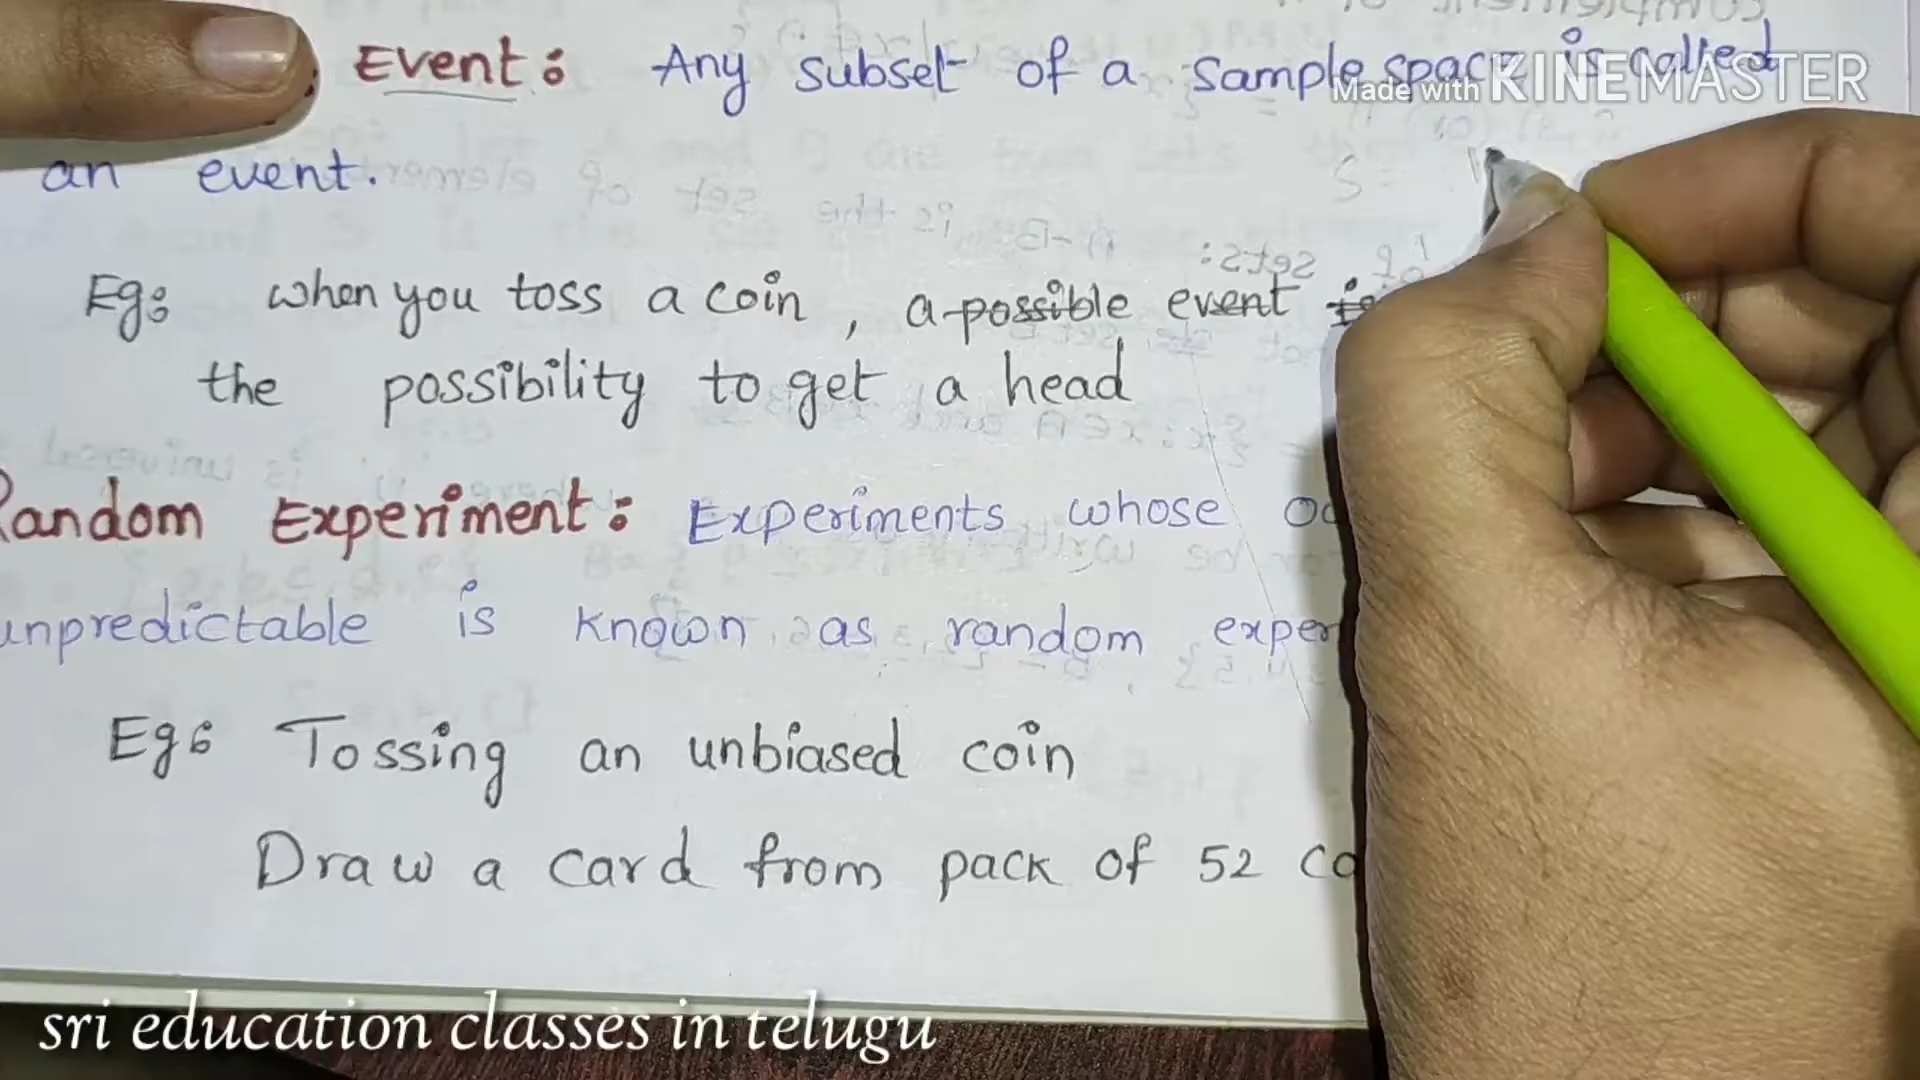 Event: Any subset of a sample space is called
Made with KINEMASTER
an event.
S =
Eg: when you toss a coin, a possible event is
the possibility to get a head
Random Experiment: Experiments whose
unpredictable is known as random
Eg: Tossing an unbiased coin
Draw a card from pack of 52
sri education classes in telugu